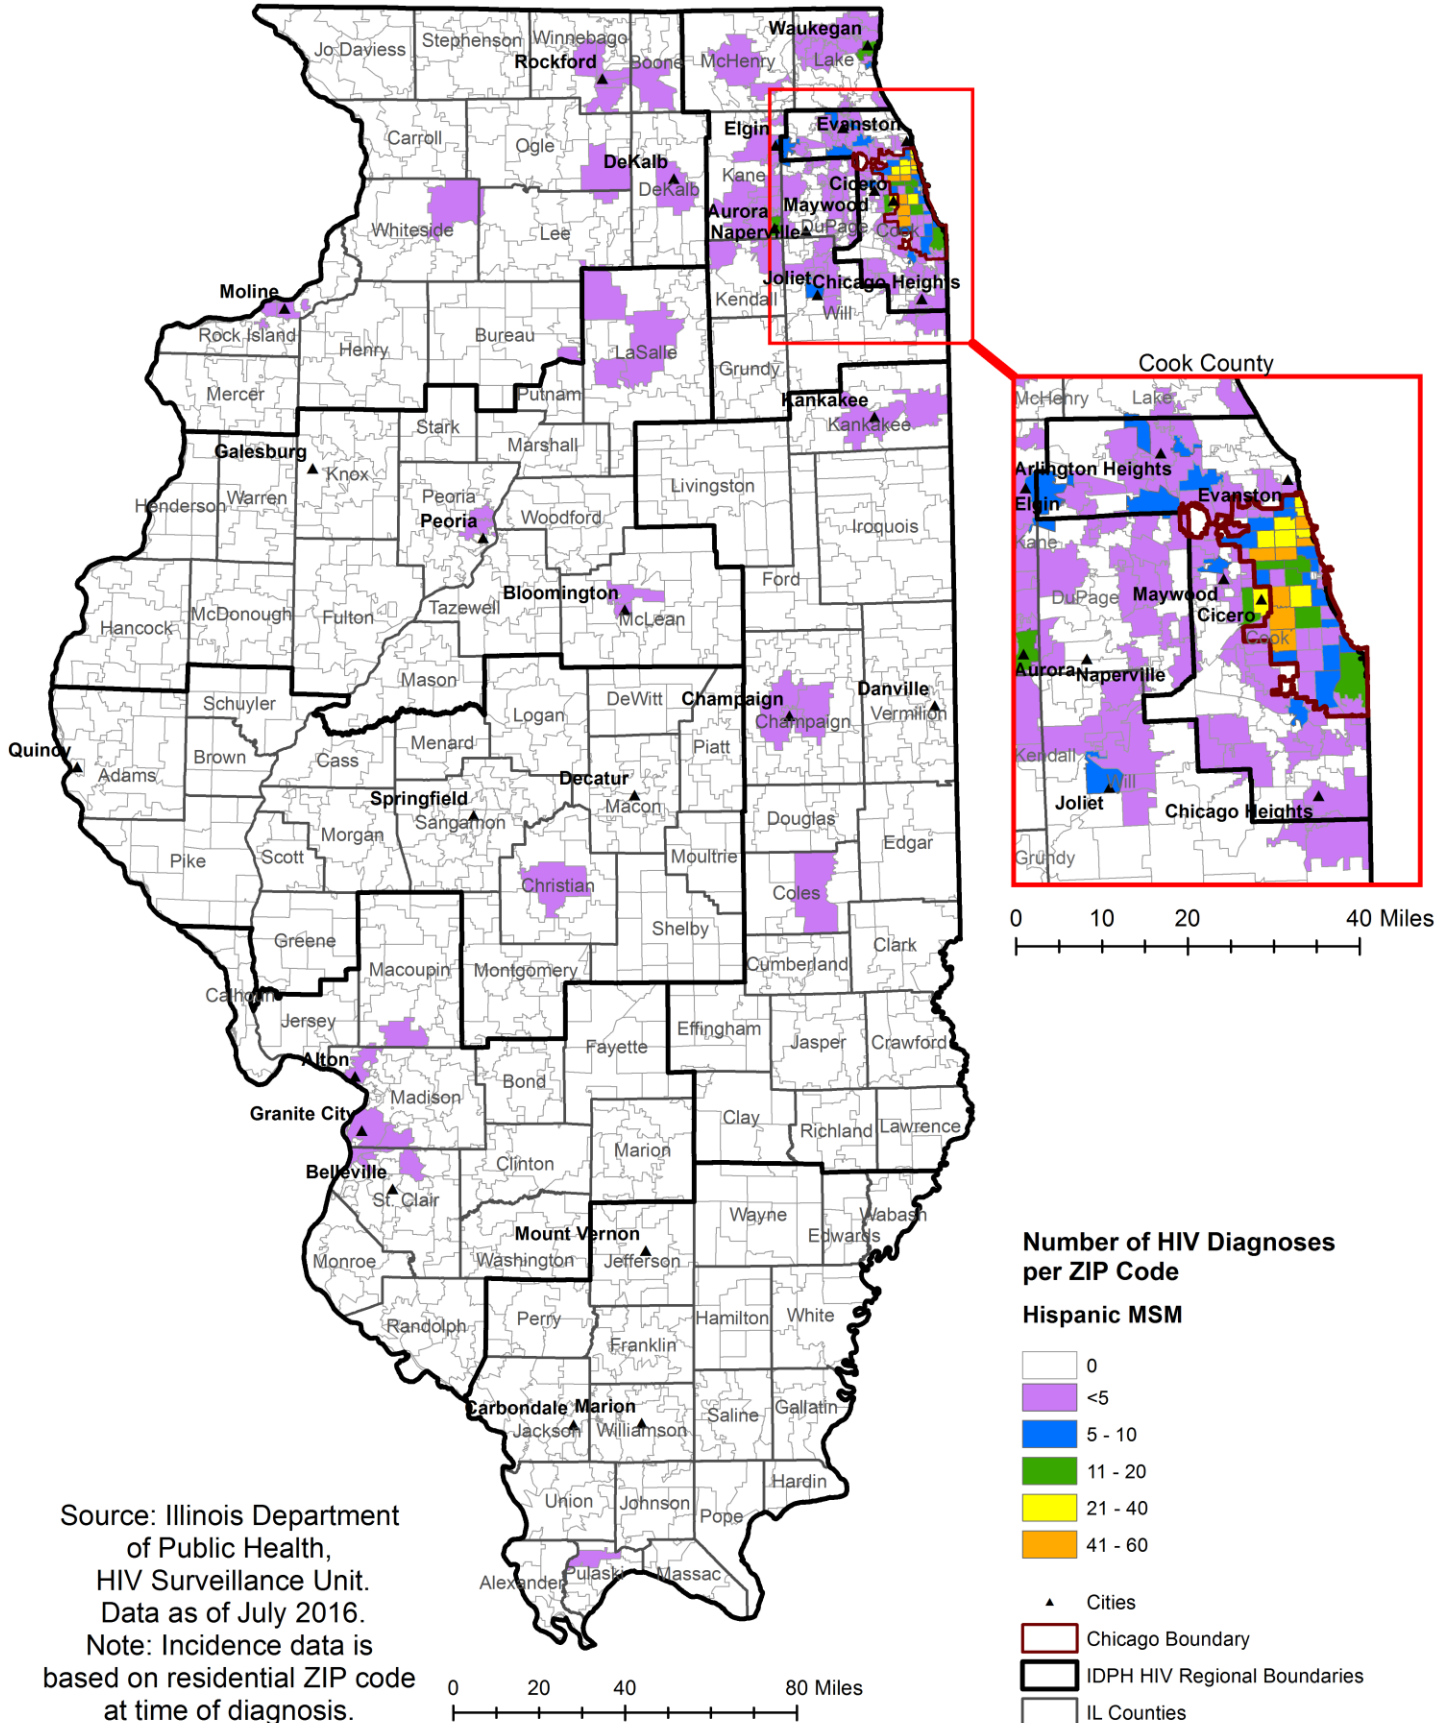 Waukegan
Jo Daviess
Stephenson
Winnebago
Rockford
Boone
McHenry
Lake
Carroll
Ogle
Elgin
Evanston
DeKalb
DeKalb
Kane
Cicero
Maywood
Aurora
Naperville
DuPage
Cook
Whiteside
Lee
Moline
Joliet
Chicago Heights
Kendall
Will
Rock Island
Henry
Bureau
LaSalle
Grundy
Mercer
Putnam
Kankakee
Kankakee
Stark
Marshall
Galesburg
Knox
Henderson
Warren
Peoria
Peoria
Woodford
Livingston
Iroquois
Ford
Bloomington
McLean
Hancock
McDonough
Fulton
Tazewell
Mason
Schuyler
Logan
DeWitt
Champaign
Champaign
Danville
Vermilion
Quincy
Adams
Brown
Cass
Menard
Piatt
Decatur
Macon
Springfield
Sangamon
Morgan
Scott
Pike
Douglas
Edgar
Moultrie
Christian
Coles
Shelby
Greene
Macoupin
Montgomery
Cumberland
Clark
Calhoun
Jersey
Effingham
Fayette
Jasper
Crawford
Alton
Bond
Madison
Granite City
Clay
Richland
Lawrence
Marion
Clinton
Belleville
St. Clair
Wayne
Wabash
Edwards
Mount Vernon
Jefferson
Washington
Monroe
Randolph
Perry
Hamilton
White
Franklin
Carbondale
Marion
Jackson
Williamson
Saline
Gallatin
Hardin
Union
Johnson
Pope
Alexander
Pulaski
Massac
Cook County
McHenry
Lake
Arlington Heights
Elgin
Evanston
Kane
DuPage
Maywood
Cicero
Cook
Aurora
Naperville
Kendall
Will
Joliet
Chicago Heights
Grundy
0 10 20 40 Miles
Number of HIV Diagnoses
per ZIP Code
Hispanic MSM
0
<5
5 - 10
11 - 20
21 - 40
41 - 60
Cities
Chicago Boundary
IDPH HIV Regional Boundaries
IL Counties
Source: Illinois Department
of Public Health,
HIV Surveillance Unit.
Data as of July 2016.
Note: Incidence data is
based on residential ZIP code
at time of diagnosis.
0 20 40 80 Miles